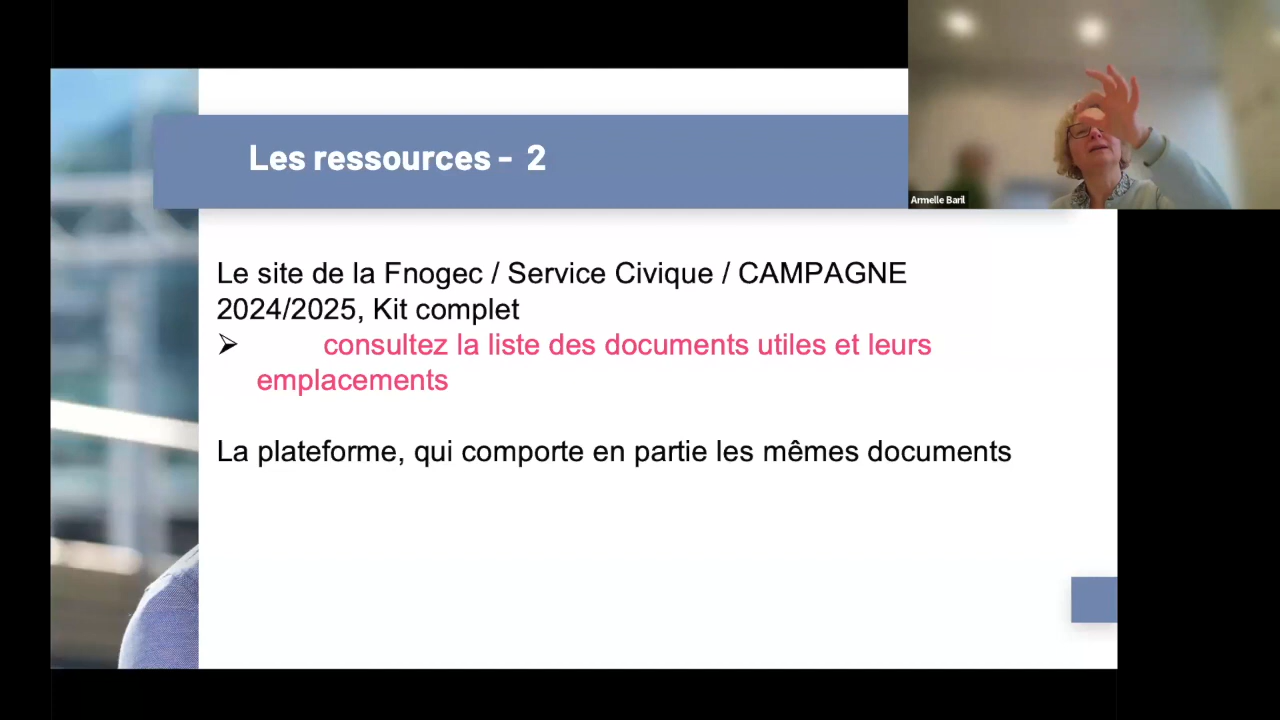 Les ressources - 2
Armelle Baril
Le site de la Fnogec / Service Civique / CAMPAGNE
2024/2025, Kit complet
➢ consultez la liste des documents utiles et leurs
emplacements
La plateforme, qui comporte en partie les mêmes documents